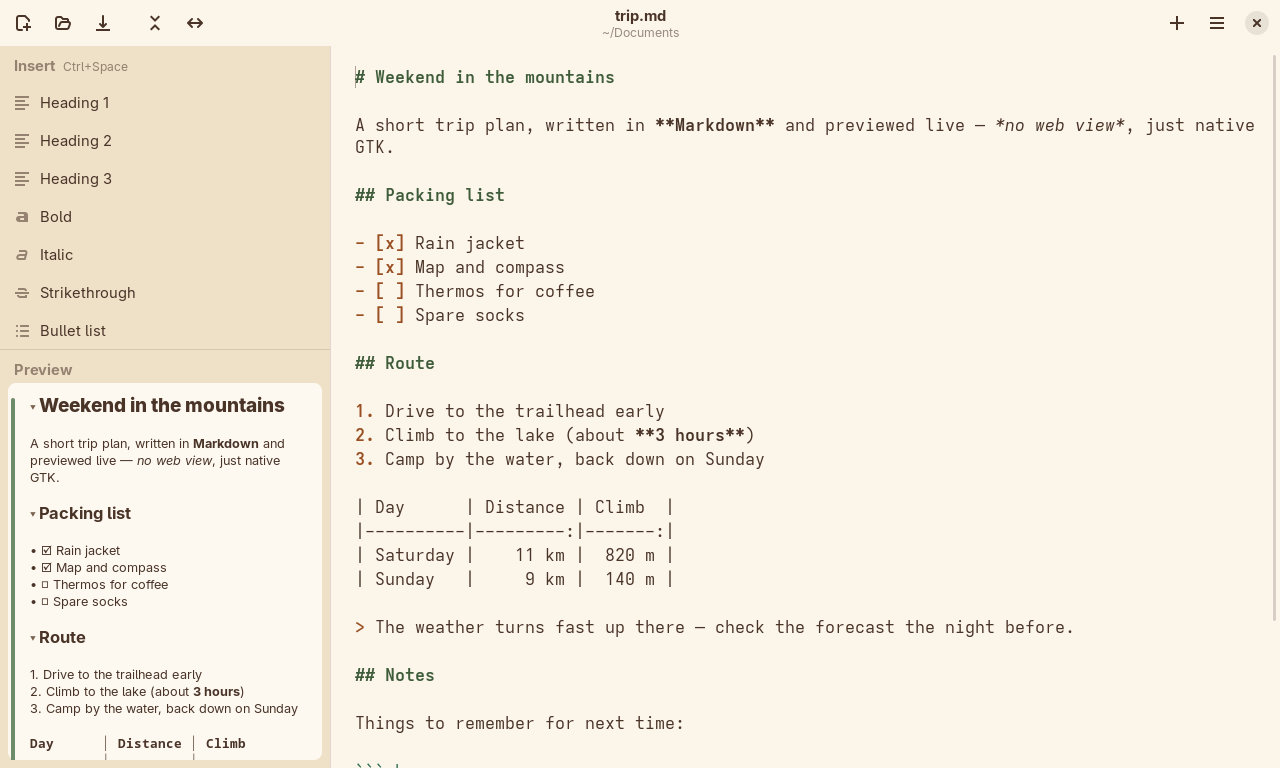 trip.md
~/Documents
Insert Ctrl+Space
Heading 1
Heading 2
Heading 3
Bold
Italic
Strikethrough
Bullet list
Preview
Weekend in the mountains
A short trip plan, written in Markdown and
previewed live — no web view, just native
GTK.
Packing list
• ☑ Rain jacket
• ☑ Map and compass
• ☐ Thermos for coffee
• ☐ Spare socks
Route
1. Drive to the trailhead early
2. Climb to the lake (about 3 hours)
3. Camp by the water, back down on Sunday
Day | Distance | Climb
# Weekend in the mountains
A short trip plan, written in **Markdown** and previewed live — *no web view*, just native
GTK.
## Packing list
- [x] Rain jacket
- [x] Map and compass
- [ ] Thermos for coffee
- [ ] Spare socks
## Route
1. Drive to the trailhead early
2. Climb to the lake (about **3 hours**)
3. Camp by the water, back down on Sunday
| Day      | Distance | Climb  |
|----------|---------:|-------:|
| Saturday |    11 km |  820 m |
| Sunday   |     9 km |  140 m |
> The weather turns fast up there — check the forecast the night before.
## Notes
Things to remember for next time: